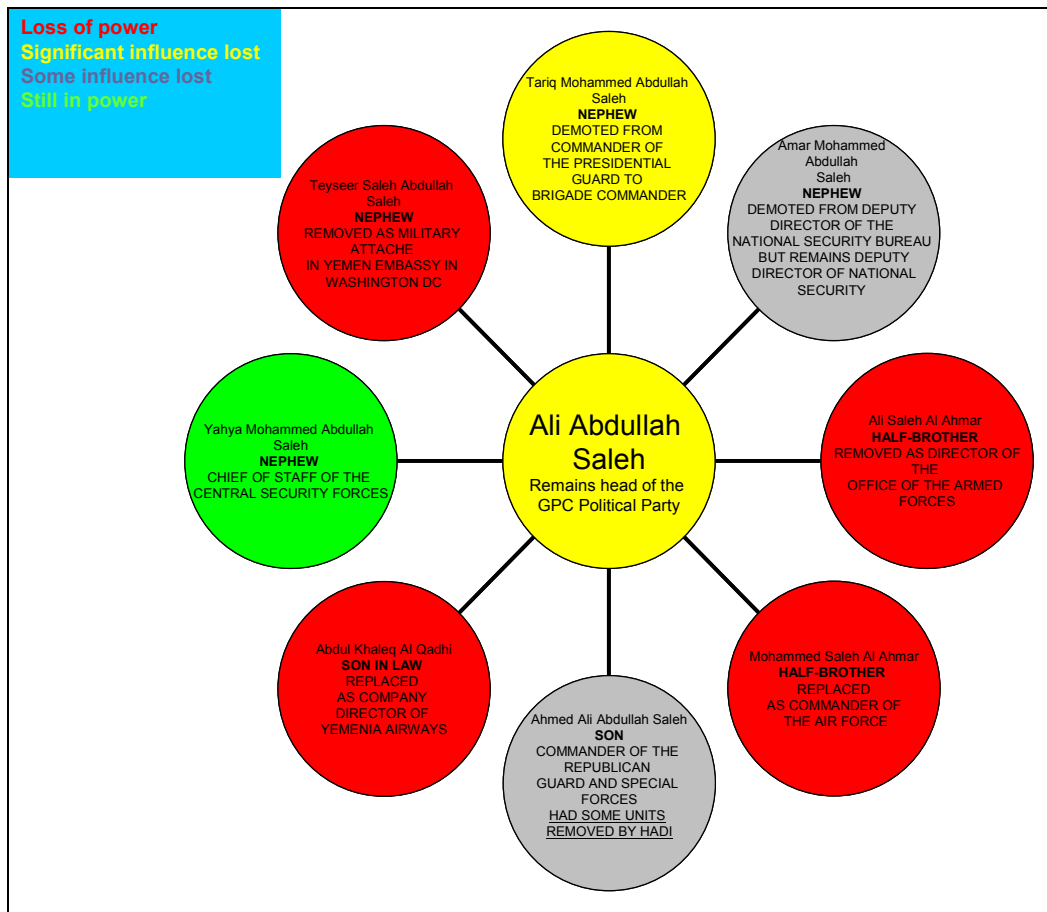 Loss of power
Significant influence lost
Some influence lost
Still in power
Tariq Mohammed Abdullah
Saleh
NEPHEW
DEMOTED FROM
COMMANDER OF
THE PRESIDENTIAL
GUARD TO
BRIGADE COMMANDER
Amar Mohammed
Abdullah
Saleh
NEPHEW
DEMOTED FROM DEPUTY
DIRECTOR OF THE
NATIONAL SECURITY BUREAU
BUT REMAINS DEPUTY
DIRECTOR OF NATIONAL
SECURITY
Teyseer Saleh Abdullah
Saleh
NEPHEW
REMOVED AS MILITARY
ATTACHE
IN YEMEN EMBASSY IN
WASHINGTON DC
Yahya Mohammed Abdullah
Saleh
NEPHEW
CHIEF OF STAFF OF THE
CENTRAL SECURITY FORCES
Ali Abdullah
Saleh
Remains head of the
GPC Political Party
Ali Saleh Al Ahmar
HALF-BROTHER
REMOVED AS DIRECTOR OF
THE
OFFICE OF THE ARMED
FORCES
Abdul Khaleq Al Qadhi
SON IN LAW
REPLACED
AS COMPANY
DIRECTOR OF
YEMENIA AIRWAYS
Ahmed Ali Abdullah Saleh
SON
COMMANDER OF THE
REPUBLICAN
GUARD AND SPECIAL
FORCES
HAD SOME UNITS
REMOVED BY HADI
Mohammed Saleh Al Ahmar
HALF-BROTHER
REPLACED
AS COMMANDER OF
THE AIR FORCE